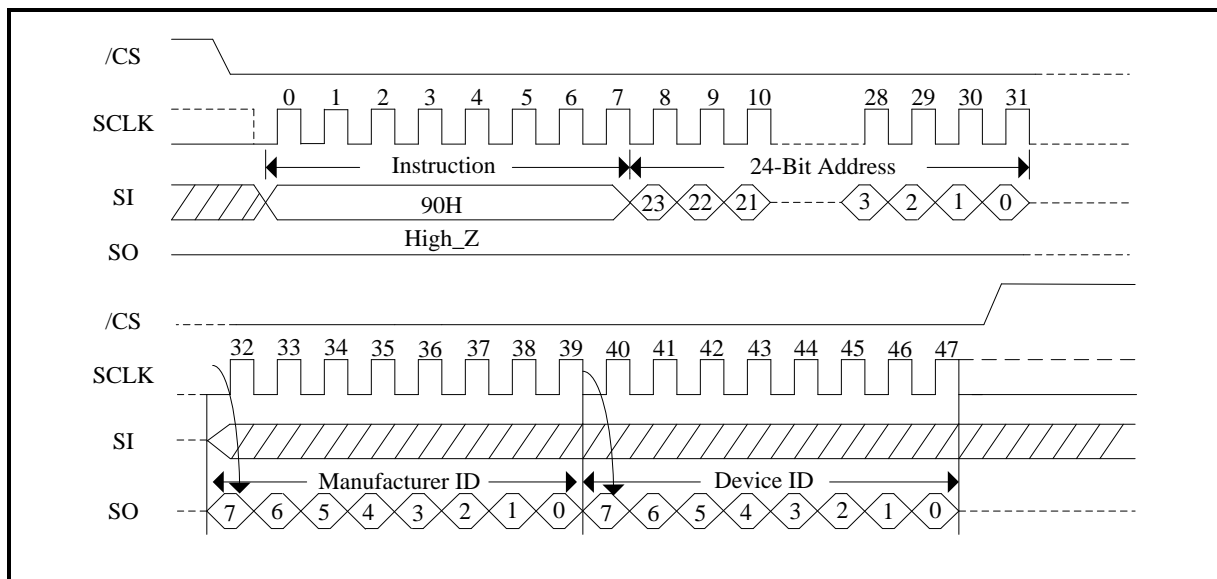 /CS
0 1 2 3 4 5 6 7 8 9 10 28 29 30 31
SCLK
Instruction 24-Bit Address
SI 90H 23 22 21 3 2 1 0
High_Z
SO
/CS
32 33 34 35 36 37 38 39 40 41 42 43 44 45 46 47
SCLK
SI
Manufacturer ID Device ID
SO 7 6 5 4 3 2 1 0 7 6 5 4 3 2 1 0